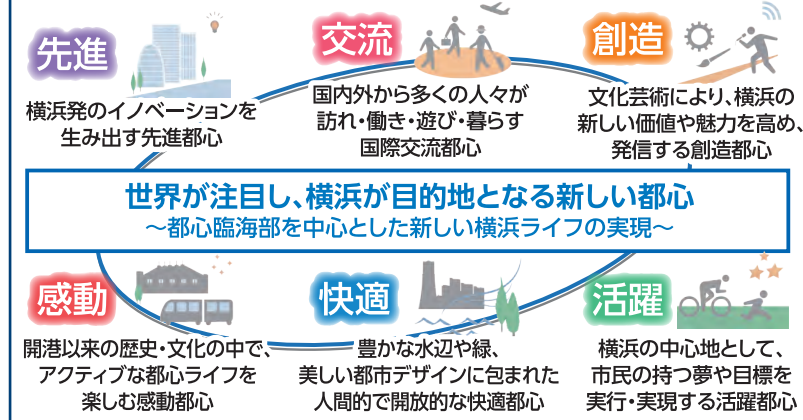 先進
横浜発のイノベーションを
生み出す先進都心
交流
国内外から多くの人々が
訪れ・働き・遊び・暮らす
国際交流都心
創造
文化芸術により、横浜の
新しい価値や魅力を高め、
発信する創造都心
世界が注目し、横浜が目的地となる新しい都心
～都心臨海部を中心とした新しい横浜ライフの実現～
感動
開港以来の歴史・文化の中で、
アクティブな都心ライフを
楽しむ感動都心
快適
豊かな水辺や緑、
美しい都市デザインに包まれた
人間的で開放的な快適都心
活躍
横浜の中心地として、
市民の持つ夢や目標を
実行・実現する活躍都心